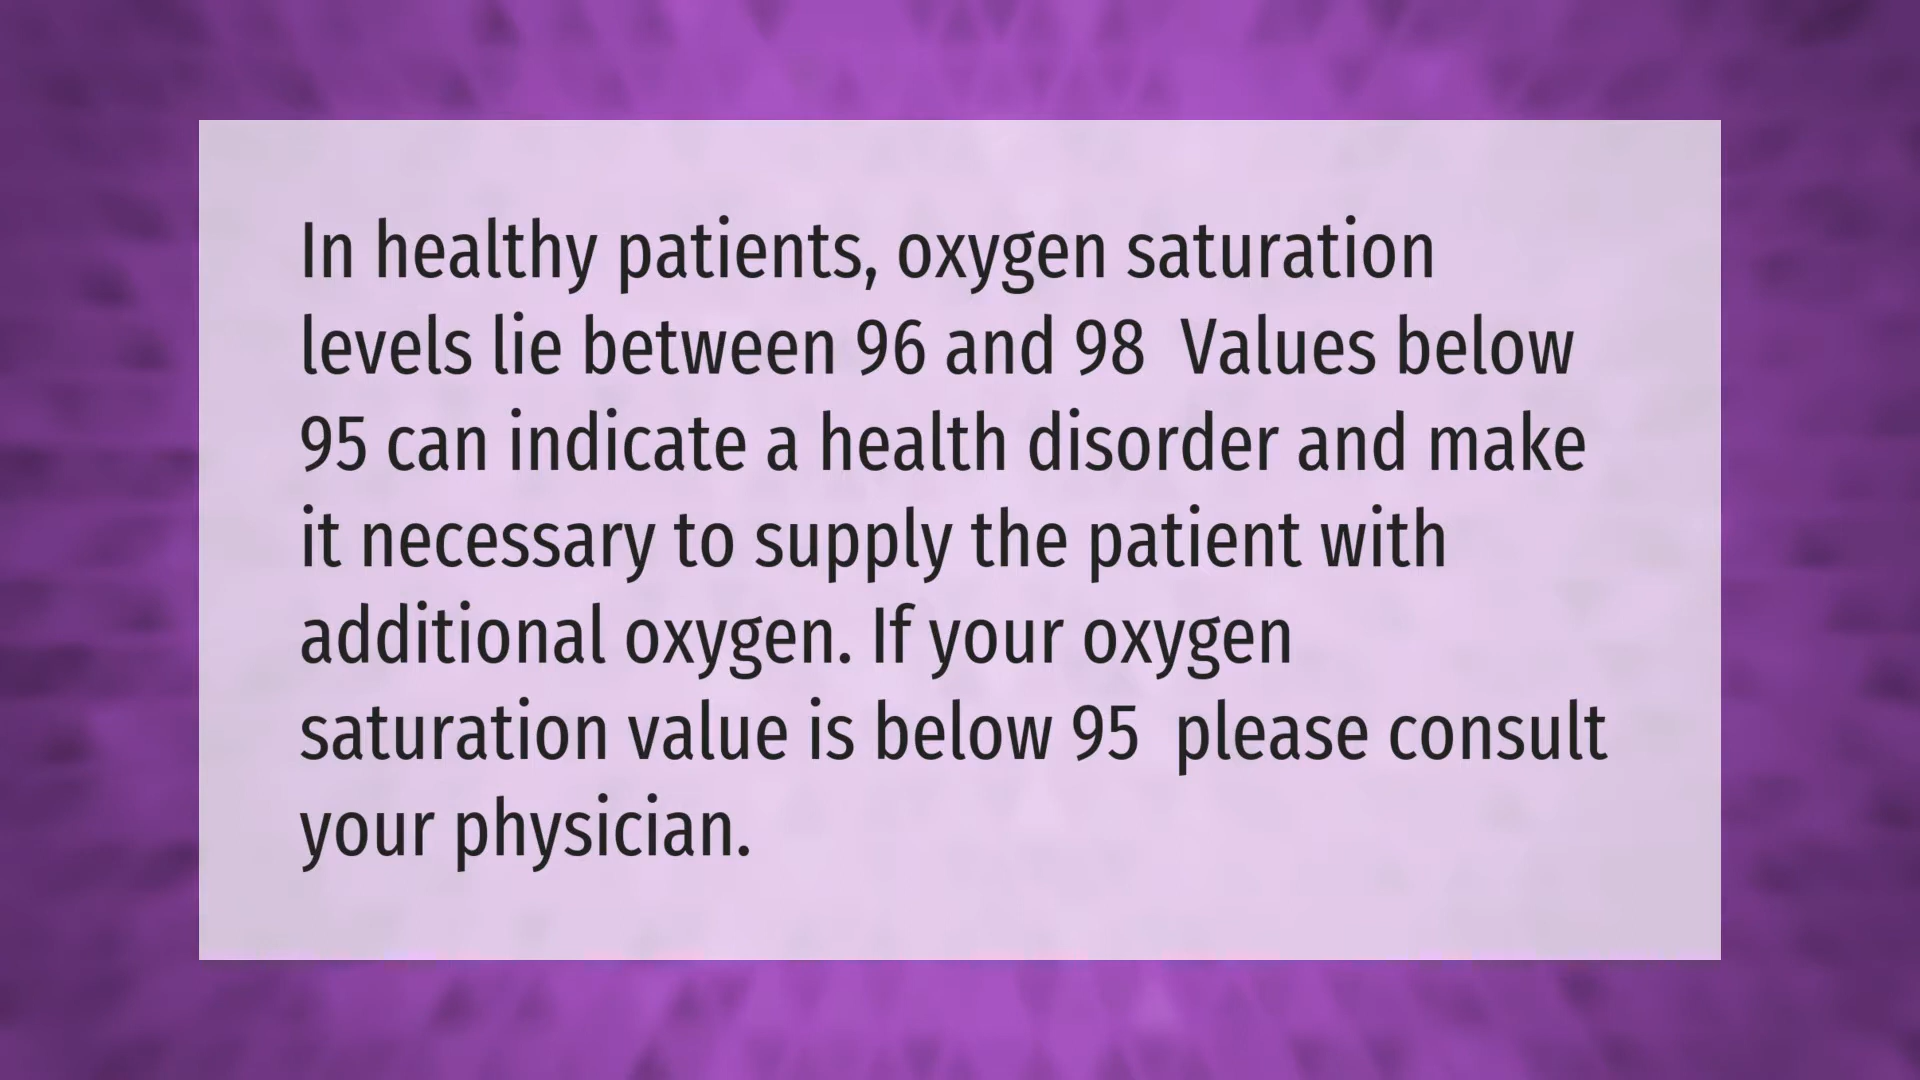 In healthy patients, oxygen saturation
levels lie between 96 and 98  Values below
95 can indicate a health disorder and make
it necessary to supply the patient with
additional oxygen. If your oxygen
saturation value is below 95  please consult
your physician.